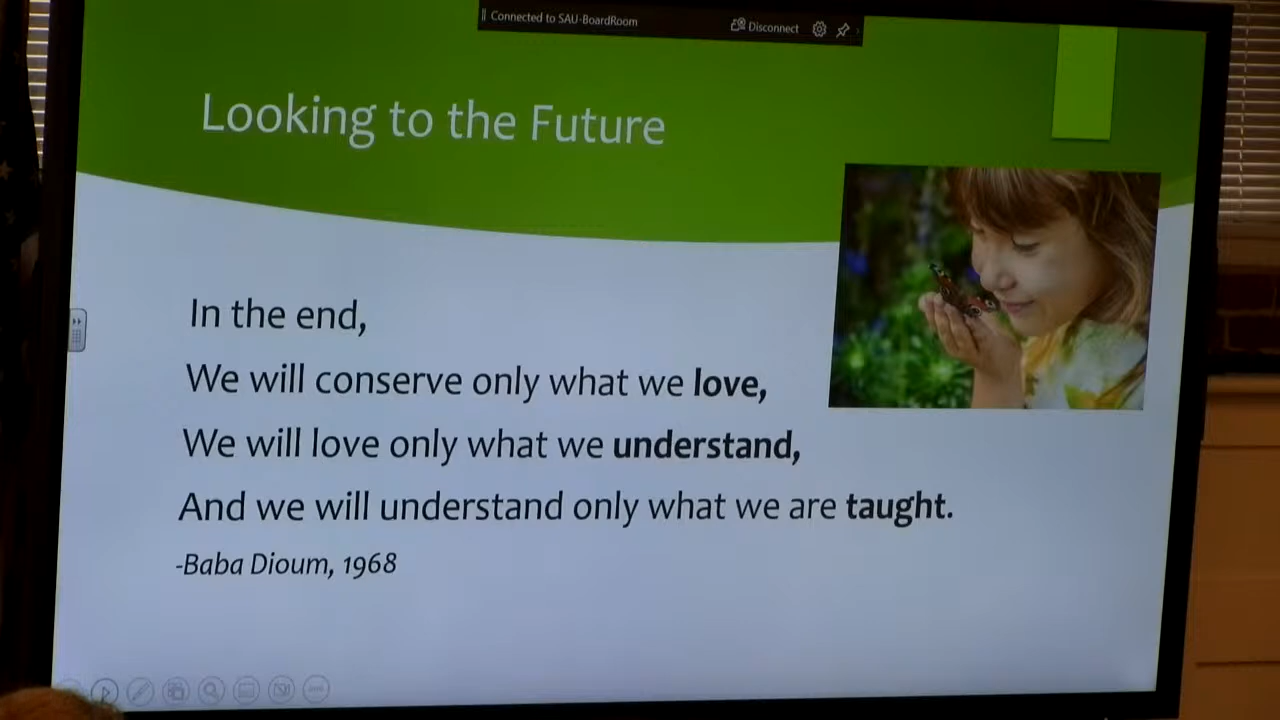 Connected to SAU-BoardRoom
Disconnect
Looking to the Future
In the end,
We will conserve only what we love,
We will love only what we understand,
And we will understand only what we are taught.
-Baba Dioum, 1968